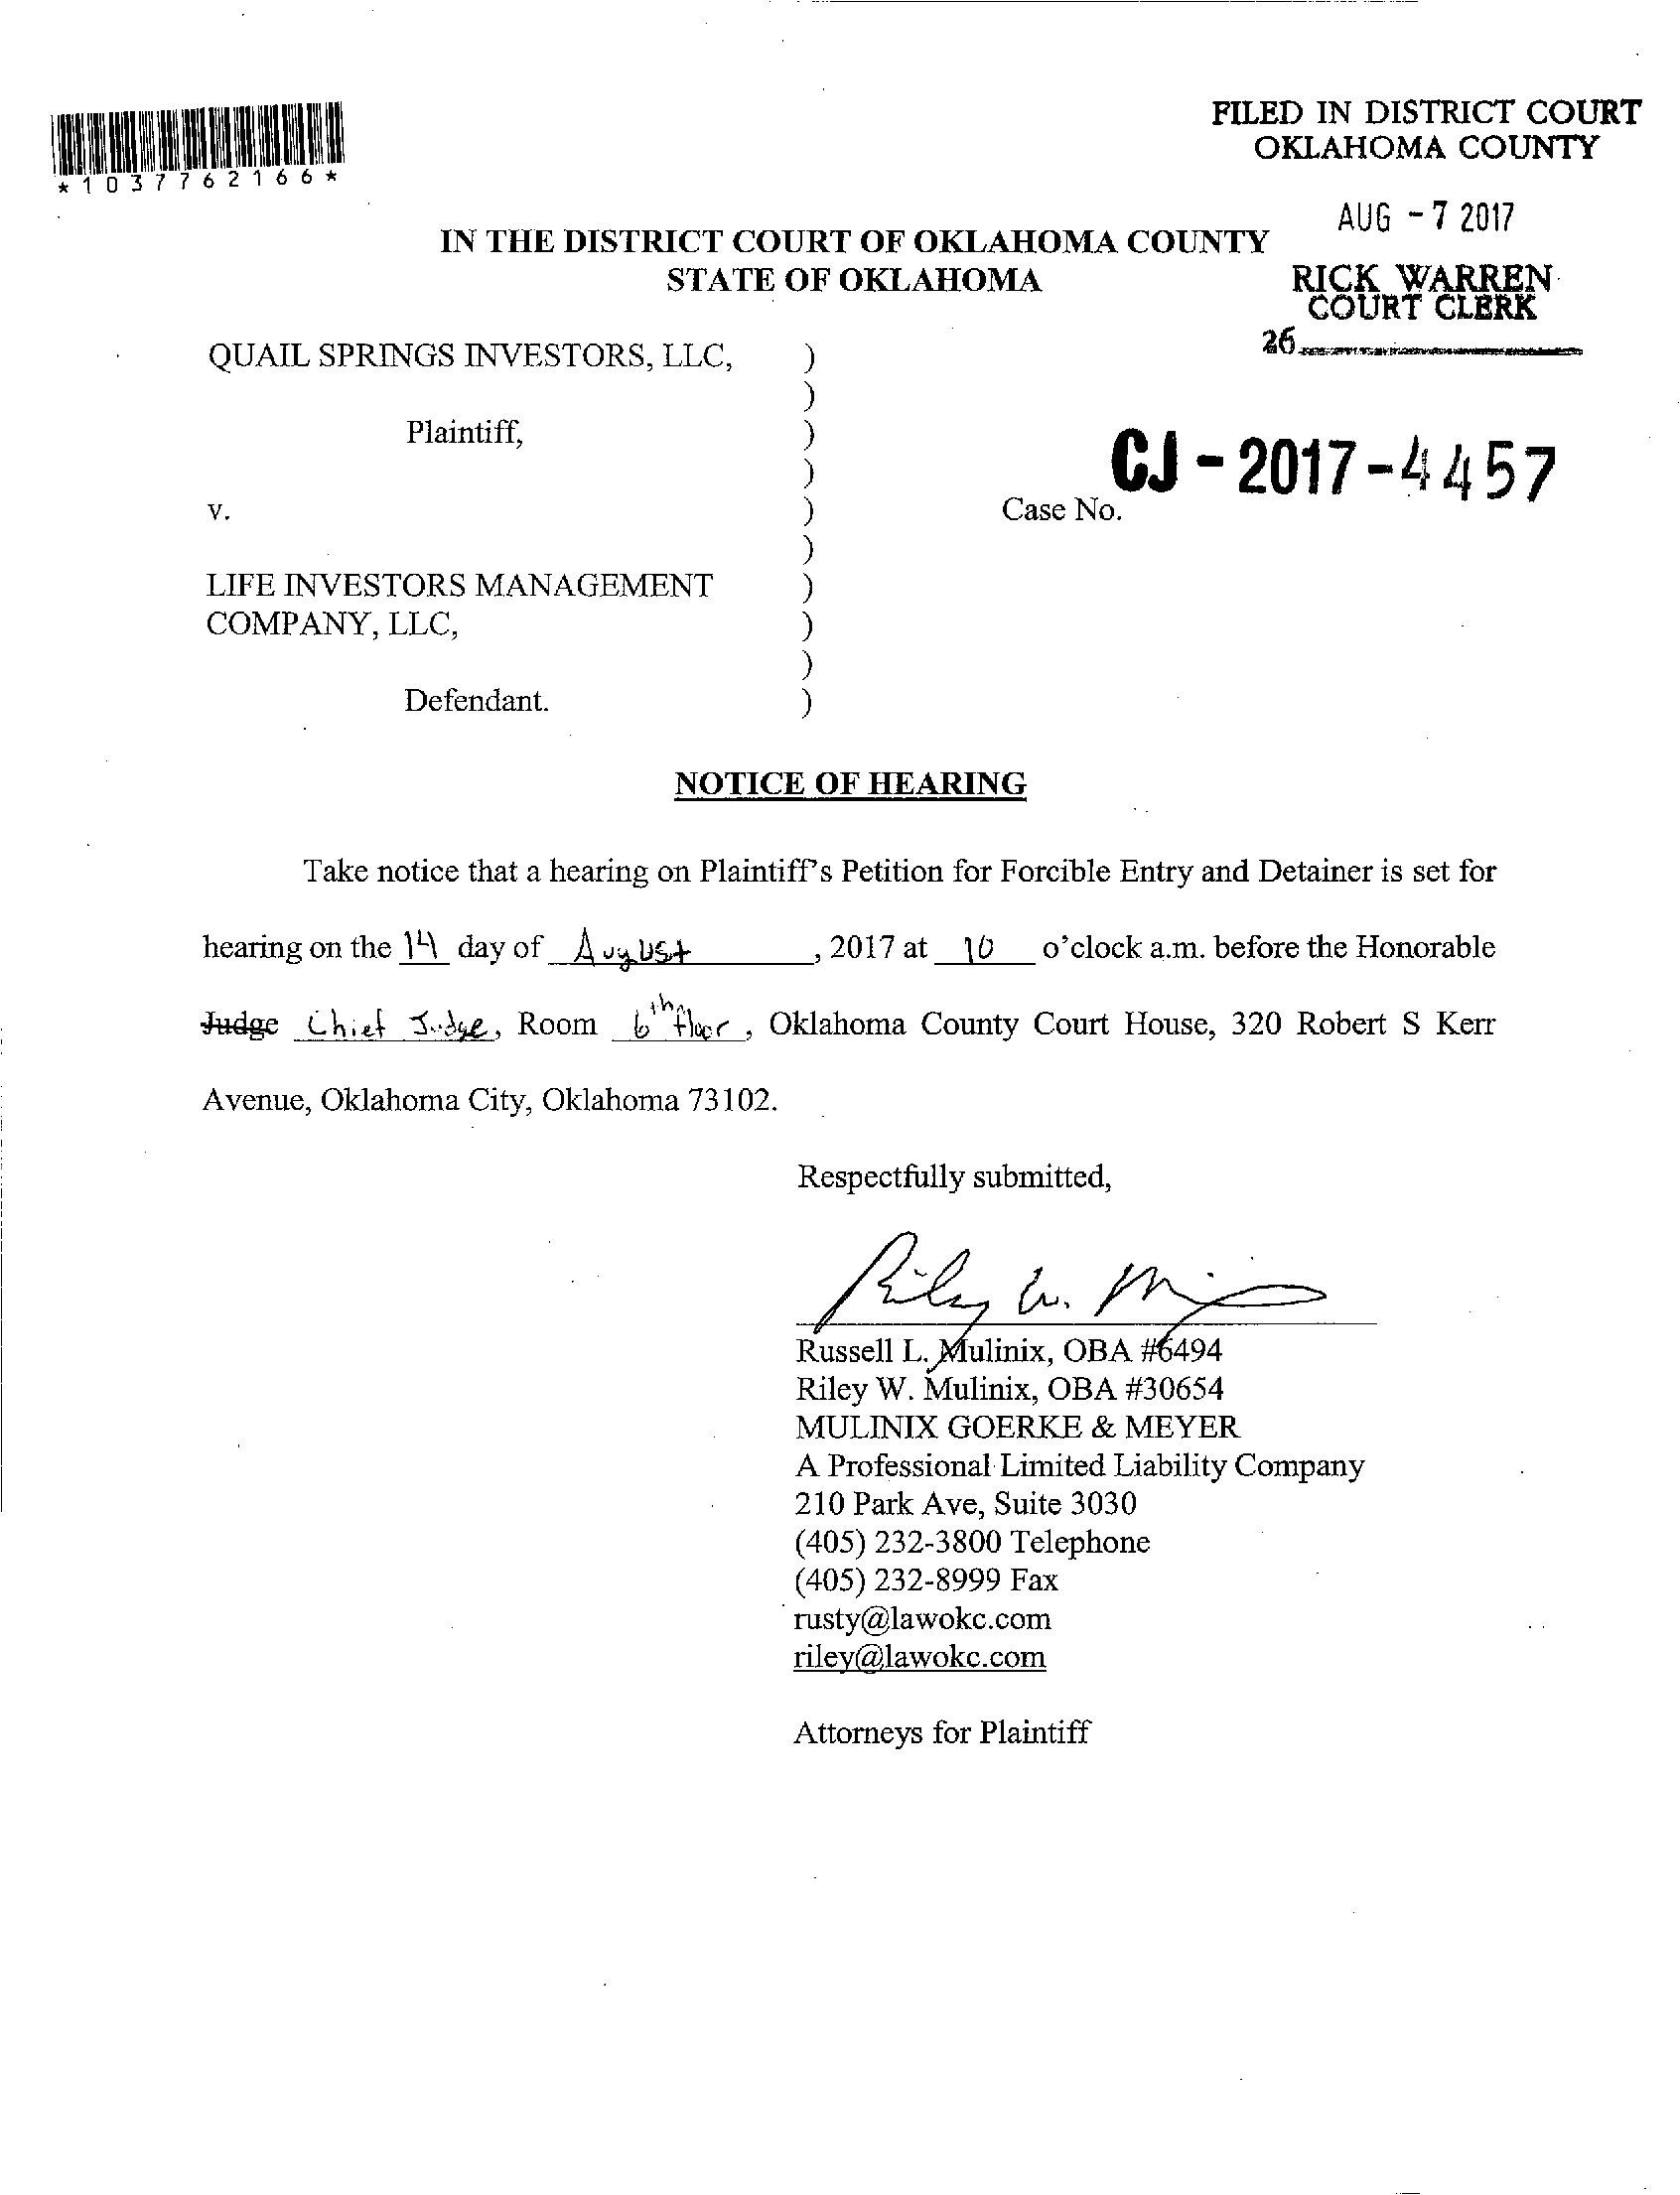 FILED IN DISTRICT COURT
OKLAHOMA COUNTY
*1037762166*
AUG - 7 2017
IN THE DISTRICT COURT OF OKLAHOMA COUNTY
STATE OF OKLAHOMA
RICK WARREN
COURT CLERK
26
QUAIL SPRINGS INVESTORS, LLC, )
)
Plaintiff, )
)
v. ) Case No. CJ - 2017 - 4457
)
LIFE INVESTORS MANAGEMENT )
COMPANY, LLC, )
)
Defendant. )
NOTICE OF HEARING
Take notice that a hearing on Plaintiff's Petition for Forcible Entry and Detainer is set for
hearing on the 14 day of August, 2017 at 10 o'clock a.m. before the Honorable
Judge Chief Judge, Room 6th floor, Oklahoma County Court House, 320 Robert S Kerr
Avenue, Oklahoma City, Oklahoma 73102.
Respectfully submitted,
Riley W. M
Russell L. Mulinix, OBA #6494
Riley W. Mulinix, OBA #30654
MULINIX GOERKE & MEYER
A Professional Limited Liability Company
210 Park Ave, Suite 3030
(405) 232-3800 Telephone
(405) 232-8999 Fax
rusty@lawokc.com
riley@lawokc.com
Attorneys for Plaintiff